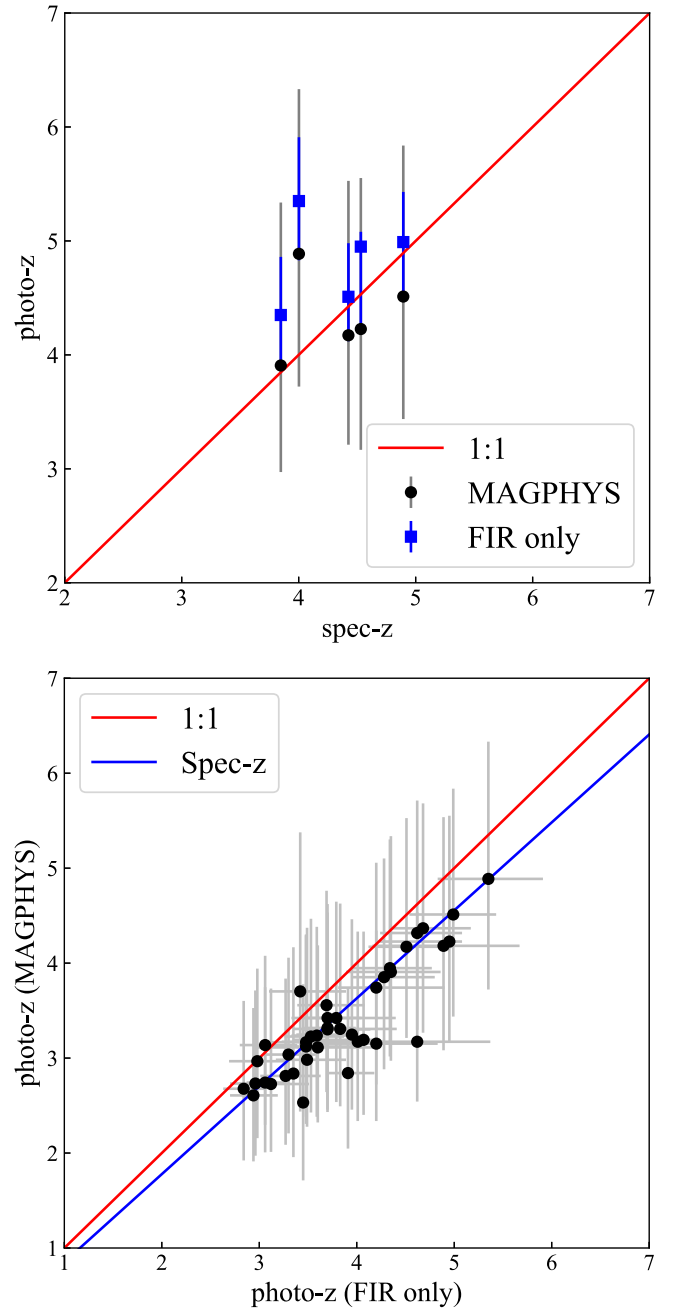 7
6
5
4
3
2
photo-z
1:1
MAGPHYS
FIR only
2 3 4 5 6 7
spec-z
7
6
5
4
3
2
1
photo-z (MAGPHYS)
1:1
Spec-z
1 2 3 4 5 6 7
photo-z (FIR only)